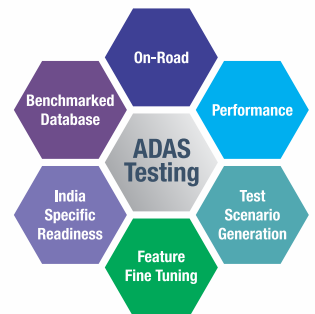 On-Road
Benchmarked
Database
Performance
ADAS
Testing
India
Specific
Readiness
Test
Scenario
Generation
Feature
Fine Tuning